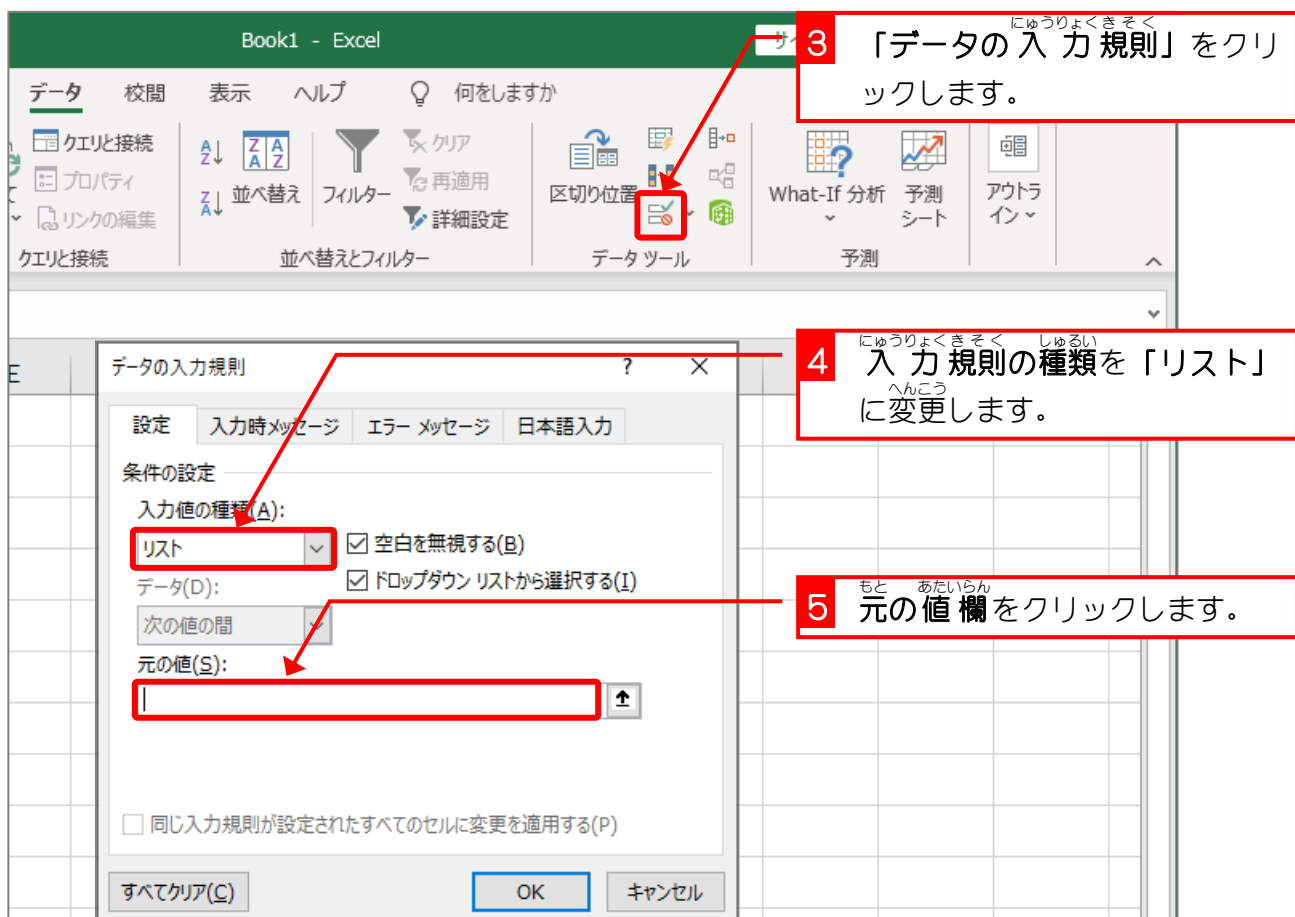 Book1 - Excel
サ
データ 校閲 表示 ヘルプ 何をしますか
クエリと接続
プロパティ
リンクの編集
クエリと接続
並べ替え
フィルター
クリア
再適用
詳細設定
並べ替えとフィルター
区切り位置
データ ツール
What-If 分析
予測
シート
予測
アウトラ
イン
3
にゅうりょくきそく
「データの入力規則」をクリ
ックします。
E
データの入力規則 ? ×
設定 入力時メッセージ エラー メッセージ 日本語入力
条件の設定
入力値の種類(A):
リスト
空白を無視する(B)
データ(D):
ドロップダウン リストから選択する(I)
次の値の間
元の値(S):
同じ入力規則が設定されたすべてのセルに変更を適用する(P)
すべてクリア(C) OK キャンセル
4
にゅうりょくきそく しゅるい
入力規則の種類を「リスト」
へんこう
に変更します。
5
もと あたいらん
元の値欄をクリックします。